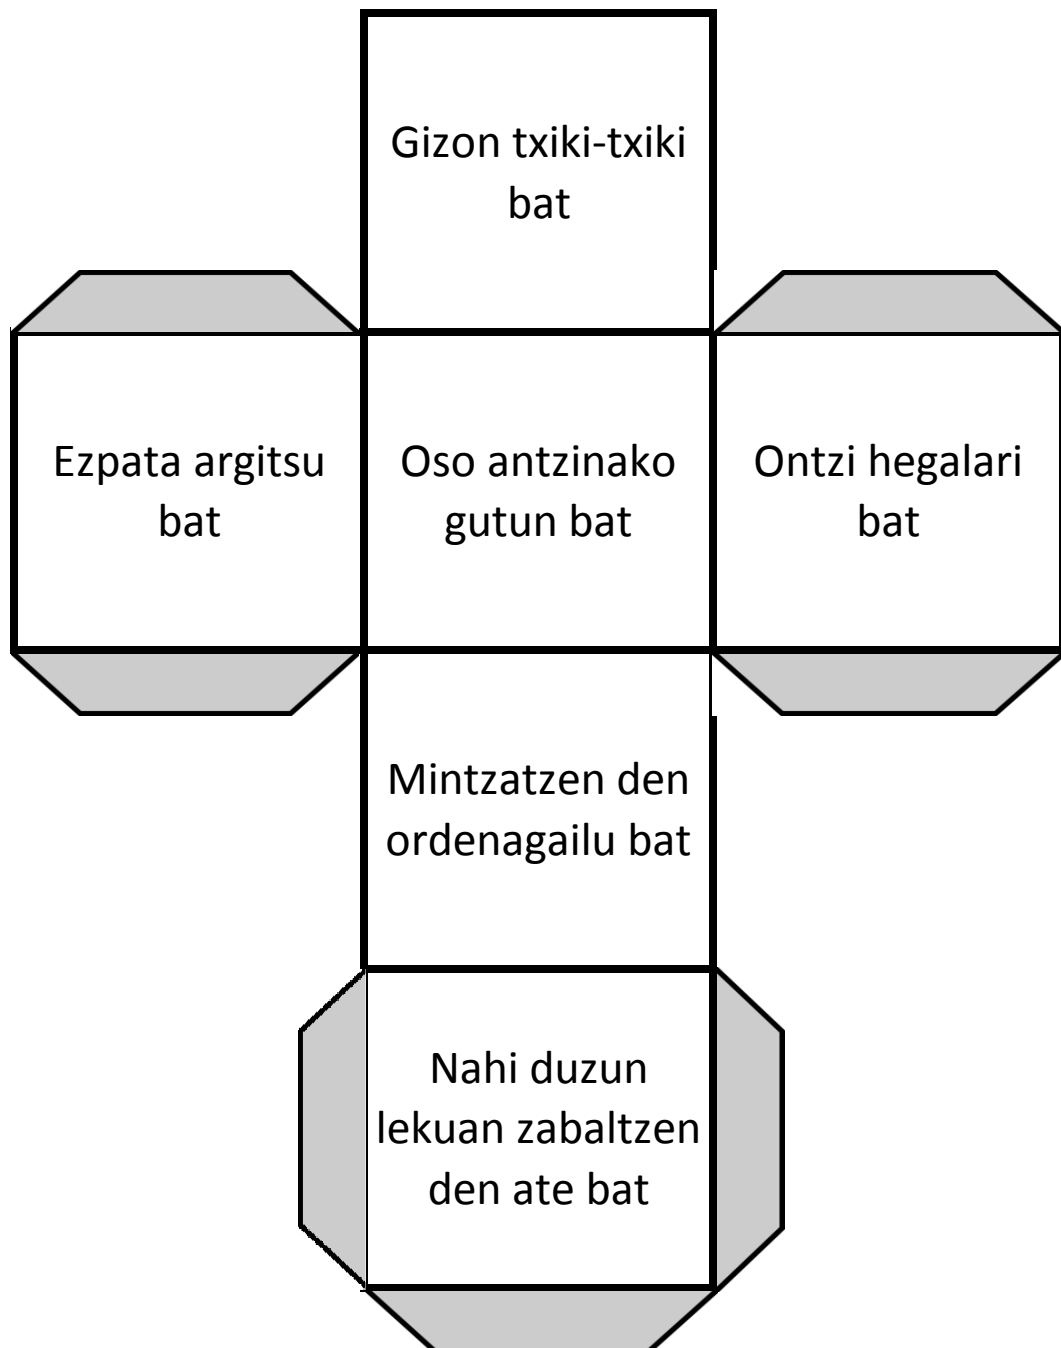 Gizon txiki-txiki
bat
Ezpata argitsu
bat
Oso antzinako
gutun bat
Ontzi hegalari
bat
Mintzatzen den
ordenagailu bat
Nahi duzun
lekuan zabaltzen
den ate bat